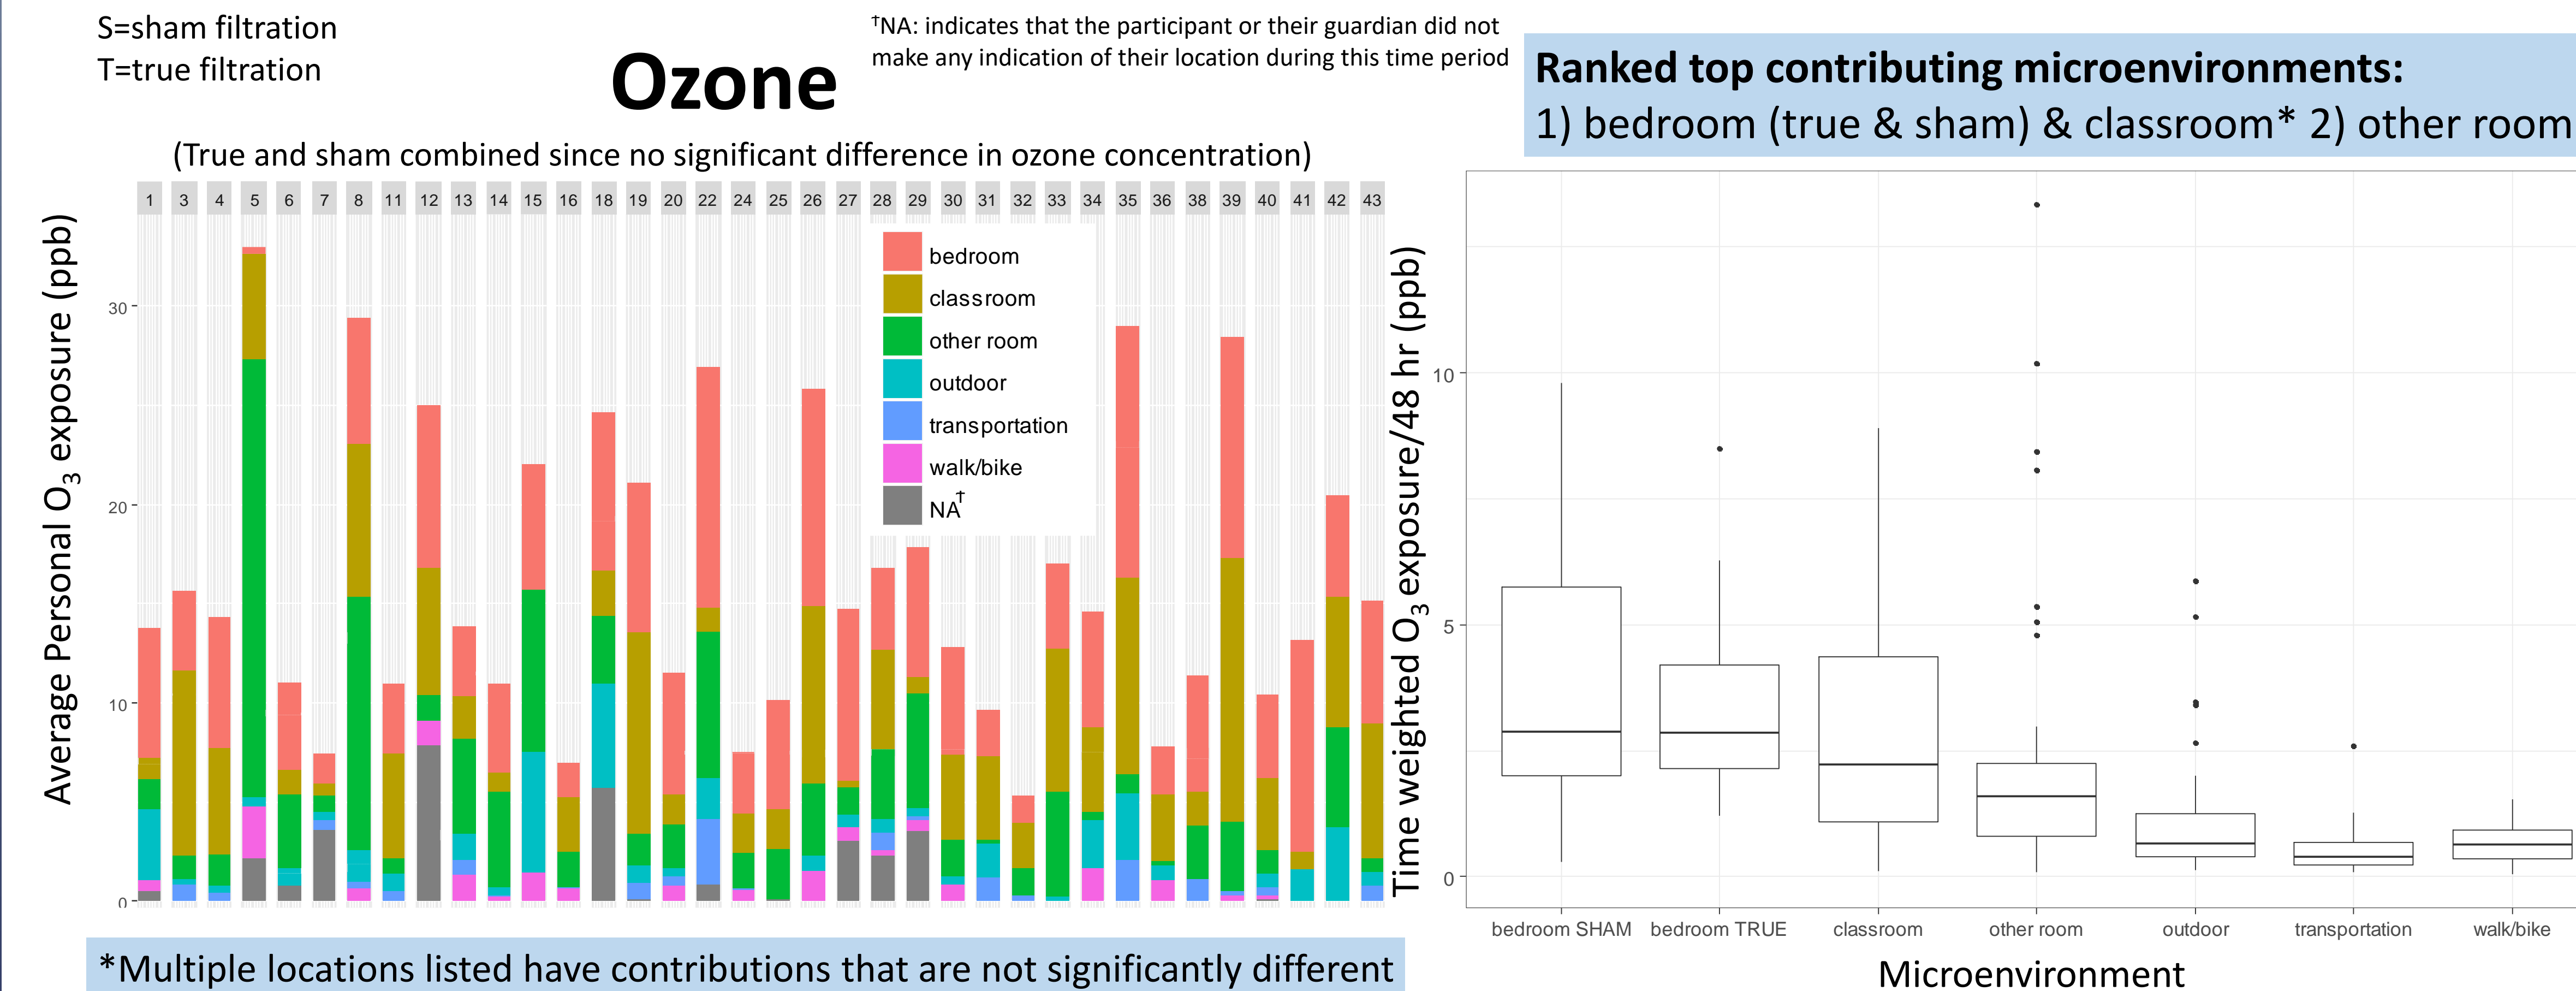 S=sham filtration
T=true filtration
Ozone
†NA: indicates that the participant or their guardian did not
make any indication of their location during this time period
Ranked top contributing microenvironments:
1) bedroom (true & sham) & classroom* 2) other room
(True and sham combined since no significant difference in ozone concentration)
1 3 4 5 6 7 8 11 12 13 14 15 16 18 19 20 22 24 25 26 27 28 29 30 31 32 33 34 35 36 38 39 40 41 42 43
Average Personal O3 exposure (ppb)
30
20
10
0
bedroom
classroom
other room
outdoor
transportation
walk/bike
NA†
Time weighted O3 exposure/48 hr (ppb)
10
5
0
bedroom SHAM bedroom TRUE classroom other room outdoor transportation walk/bike
Microenvironment
*Multiple locations listed have contributions that are not significantly different